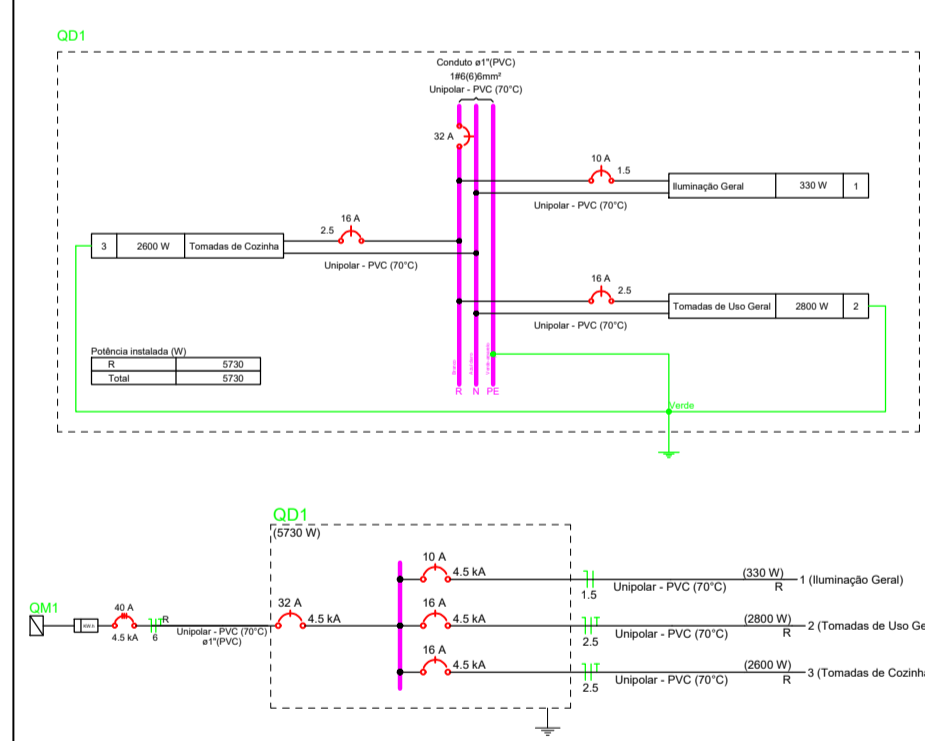 QD1
Conduto ø1"(PVC)
1#6(6)6mm²
Unipolar - PVC (70°C)
32 A
10 A
1.5
Iluminação Geral 330 W 1
Unipolar - PVC (70°C)
16 A
2.5
3 2600 W Tomadas de Cozinha
Unipolar - PVC (70°C)
16 A
2.5
Tomadas de Uso Geral 2800 W 2
Unipolar - PVC (70°C)
Potência instalada (W)
R 5730
Total 5730
R N PE
Verde
QD1
(5730 W)
10 A
4.5 kA
(330 W)
1 (Iluminação Geral)
1.5
Unipolar - PVC (70°C)
R
QM1
40 A
4.5 kA
R
6
Unipolar - PVC (70°C)
ø1"(PVC)
32 A
4.5 kA
16 A
4.5 kA
(2800 W)
2 (Tomadas de Uso Ge
2.5
Unipolar - PVC (70°C)
R
16 A
4.5 kA
(2600 W)
3 (Tomadas de Cozinha
2.5
Unipolar - PVC (70°C)
R